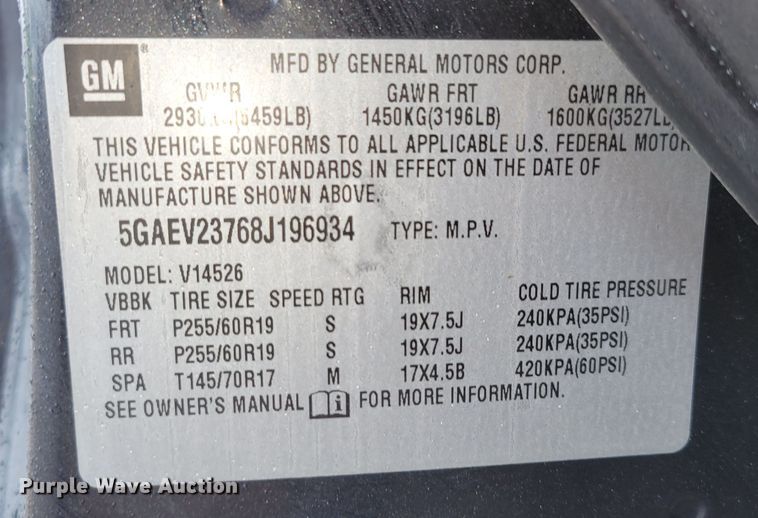 GM ®
MFD BY GENERAL MOTORS CORP.
GVWR GAWR FRT GAWR RR
1450KG(3196LB) 1600KG(3527LB)
THIS VEHICLE CONFORMS TO ALL APPLICABLE U.S. FEDERAL MOTOR
VEHICLE SAFETY STANDARDS IN EFFECT ON THE DATE OF
MANUFACTURE SHOWN ABOVE.
5GAEV23768J196934 TYPE: M.P.V.
MODEL: V14526
VBBK TIRE SIZE SPEED RTG RIM COLD TIRE PRESSURE
FRT P255/60R19 S 19X7.5J 240KPA(35PSI)
RR P255/60R19 S 19X7.5J 240KPA(35PSI)
SPA T145/70R17 M 17X4.5B 420KPA(60PSI)
SEE OWNER'S MANUAL i FOR MORE INFORMATION.
Purple Wave Auction